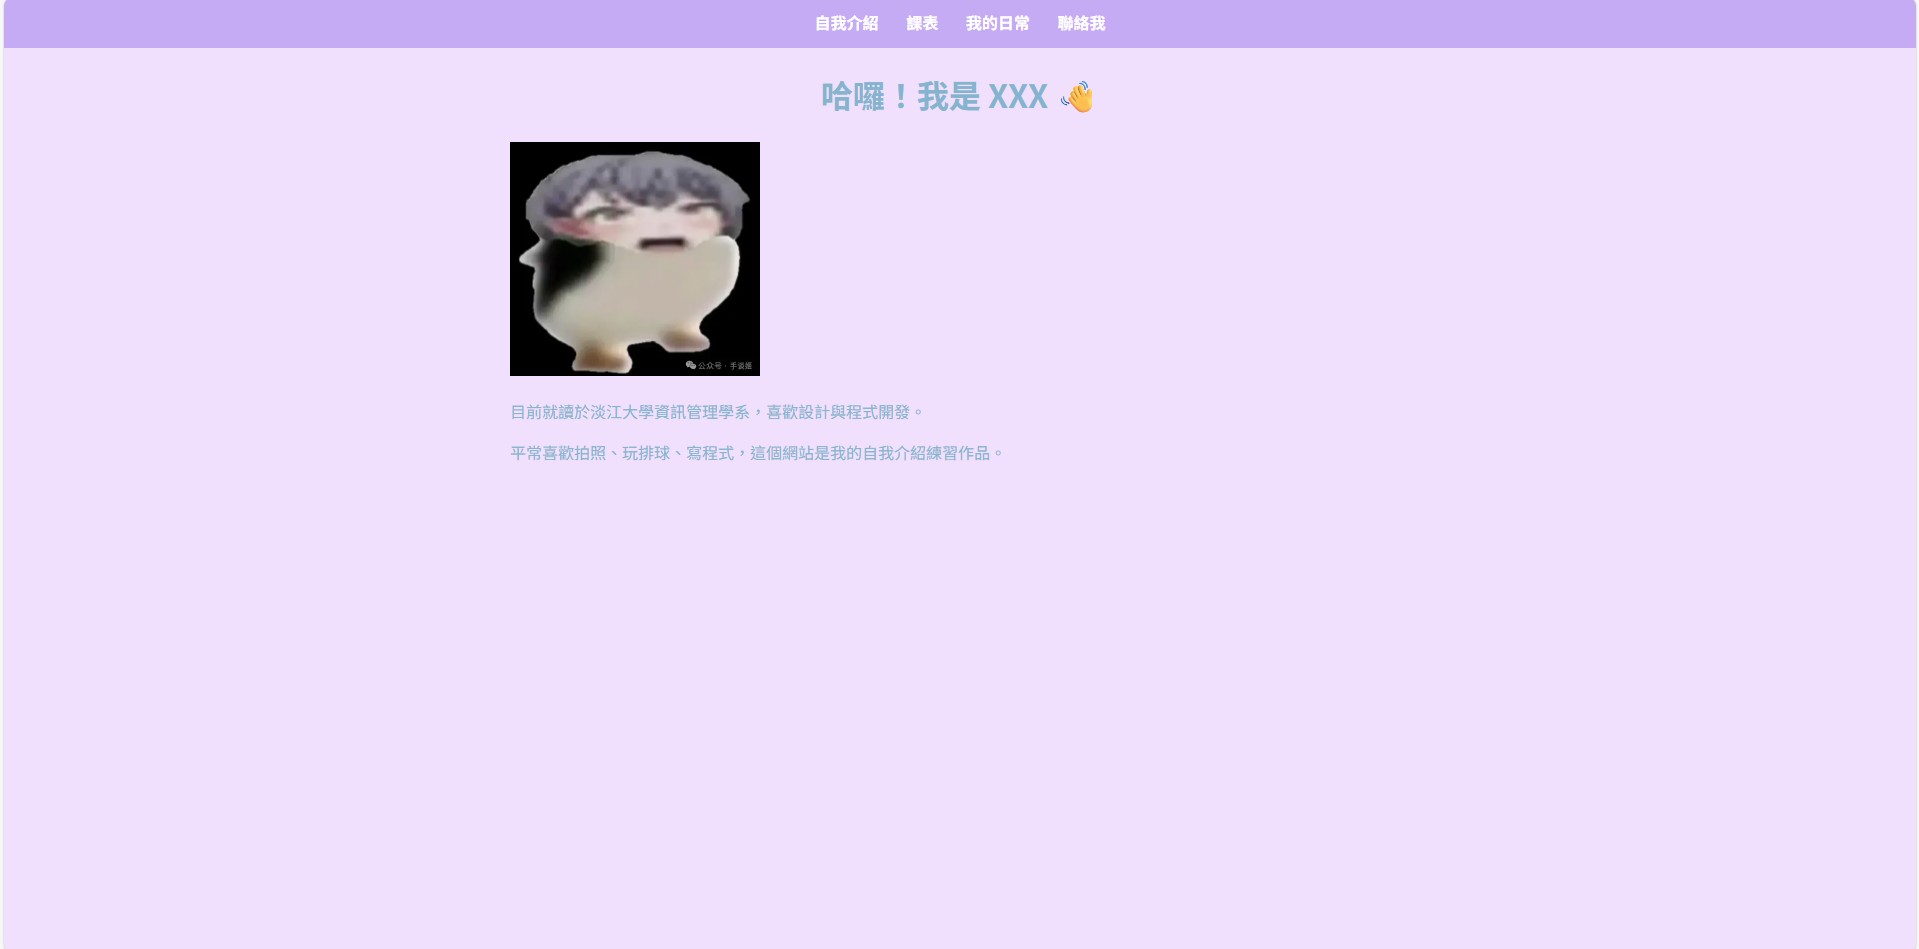 自我介紹 課表 我的日常 聯絡我
哈囉！我是 XXX 👋
公众号 · 手谈姬
目前就讀於淡江大學資訊管理學系，喜歡設計與程式開發。
平常喜歡拍照、玩排球、寫程式，這個網站是我的自我介紹練習作品。